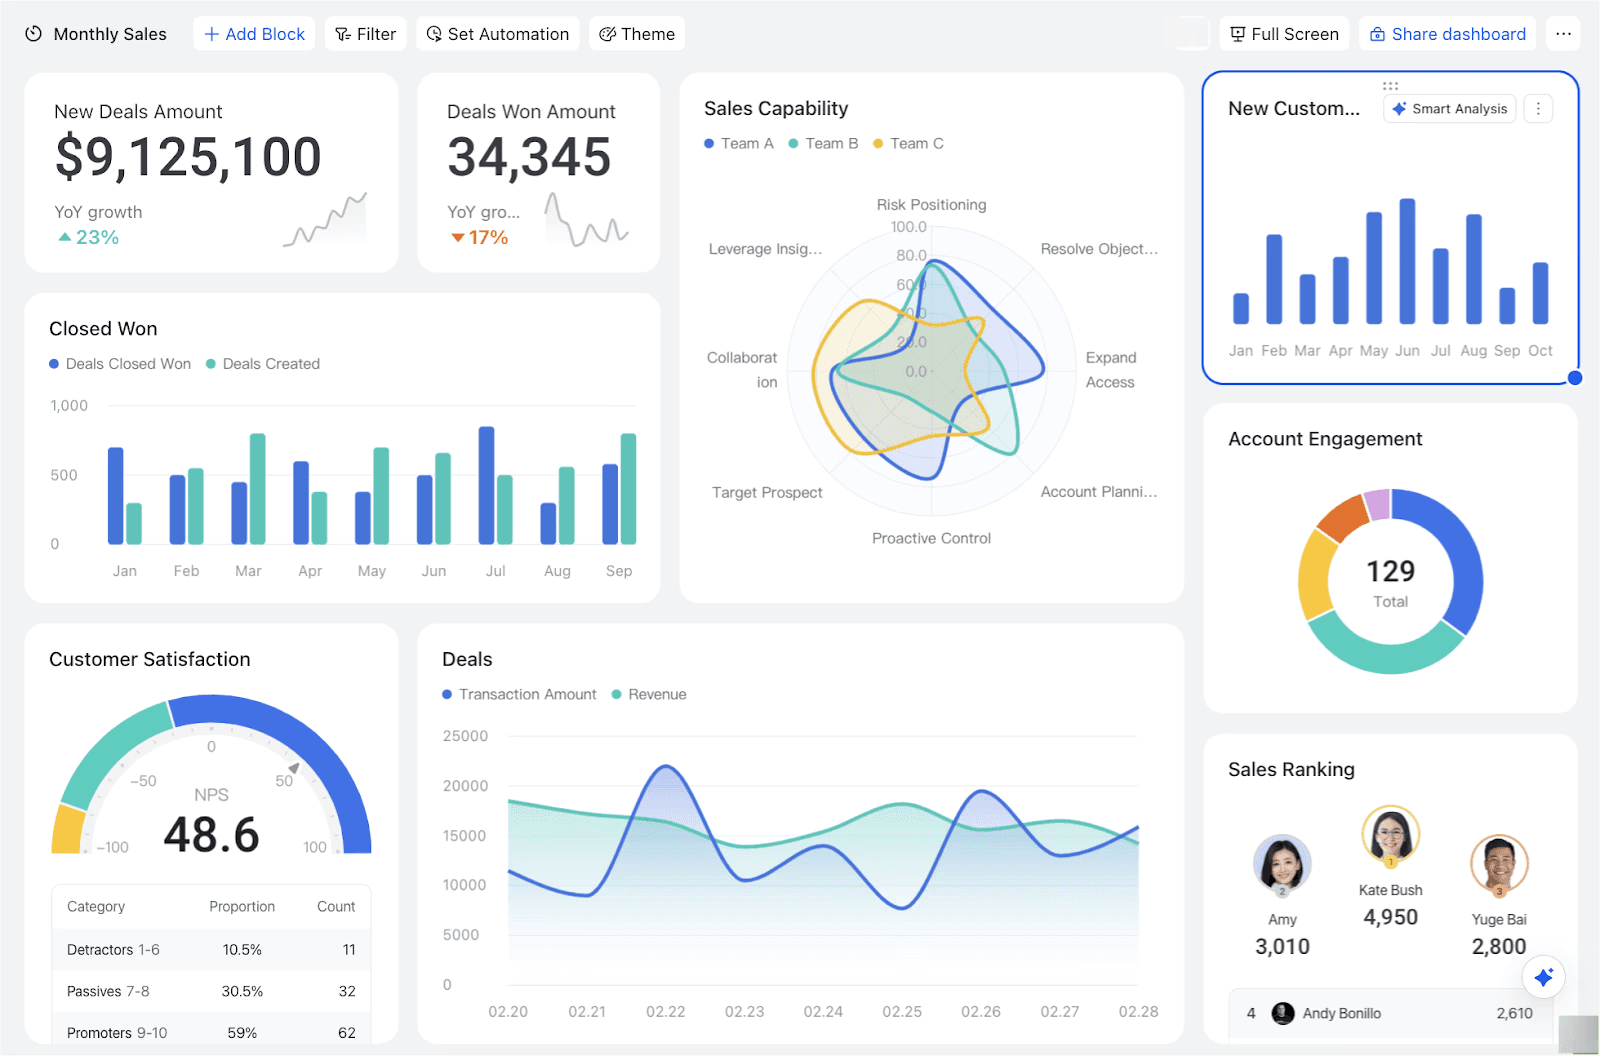 Monthly Sales
Add Block
Filter
Set Automation
Theme
Full Screen
Share dashboard
New Deals Amount
$9,125,100
YoY growth
23%
Deals Won Amount
34,345
YoY gro...
17%
Sales Capability
Team A
Team B
Team C
Risk Positioning
Resolve Object...
Expand
Access
Account Planni...
Proactive Control
Target Prospect
Collaborat
ion
Leverage Insig...
100.0
80.0
60.0
40.0
20.0
0.0
New Custom...
Smart Analysis
Jan Feb Mar Apr May Jun Jul Aug Sep Oct
Closed Won
Deals Closed Won
Deals Created
1,000
500
0
Jan Feb Mar Apr May Jun Jul Aug Sep
Account Engagement
129
Total
Customer Satisfaction
0
-50
50
NPS
48.6
-100
100
Category Proportion Count
Detractors 1-6 10.5% 11
Passives 7-8 30.5% 32
Promoters 9-10 59% 62
Deals
Transaction Amount
Revenue
25000
20000
15000
10000
5000
0
02.20 02.21 02.22 02.23 02.24 02.25 02.26 02.27 02.28
Sales Ranking
1
Kate Bush
4,950
2
Amy
3,010
3
Yuge Bai
2,800
4 Andy Bonillo 2,610